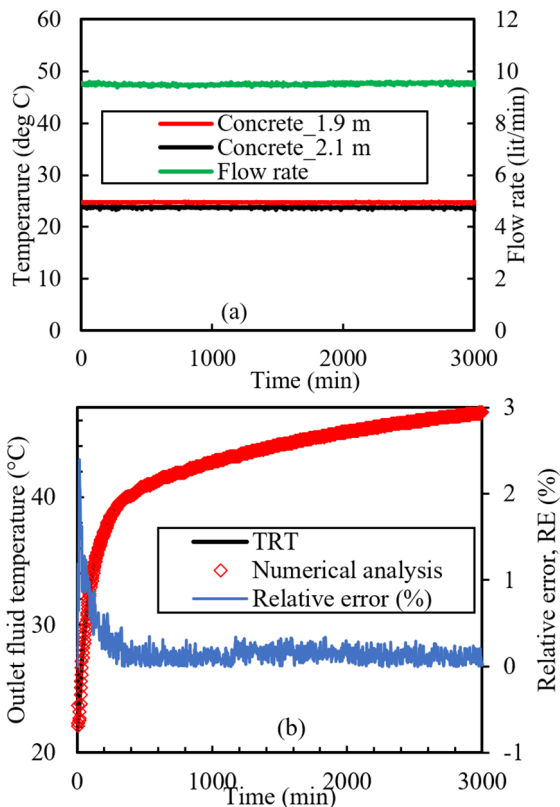 60
50
40
30
20
10
0
Temperarure (deg C)
12
10
8
6
4
2
0
Flow rate (lit/min)
Concrete_1.9 m
Concrete_2.1 m
Flow rate
(a)
0 1000 2000 3000
Time (min)
40
30
20
Outlet fluid temperature (°C)
3
2
1
0
-1
Relative error, RE (%)
TRT
Numerical analysis
Relative error (%)
(b)
0 1000 2000 3000
Time (min)